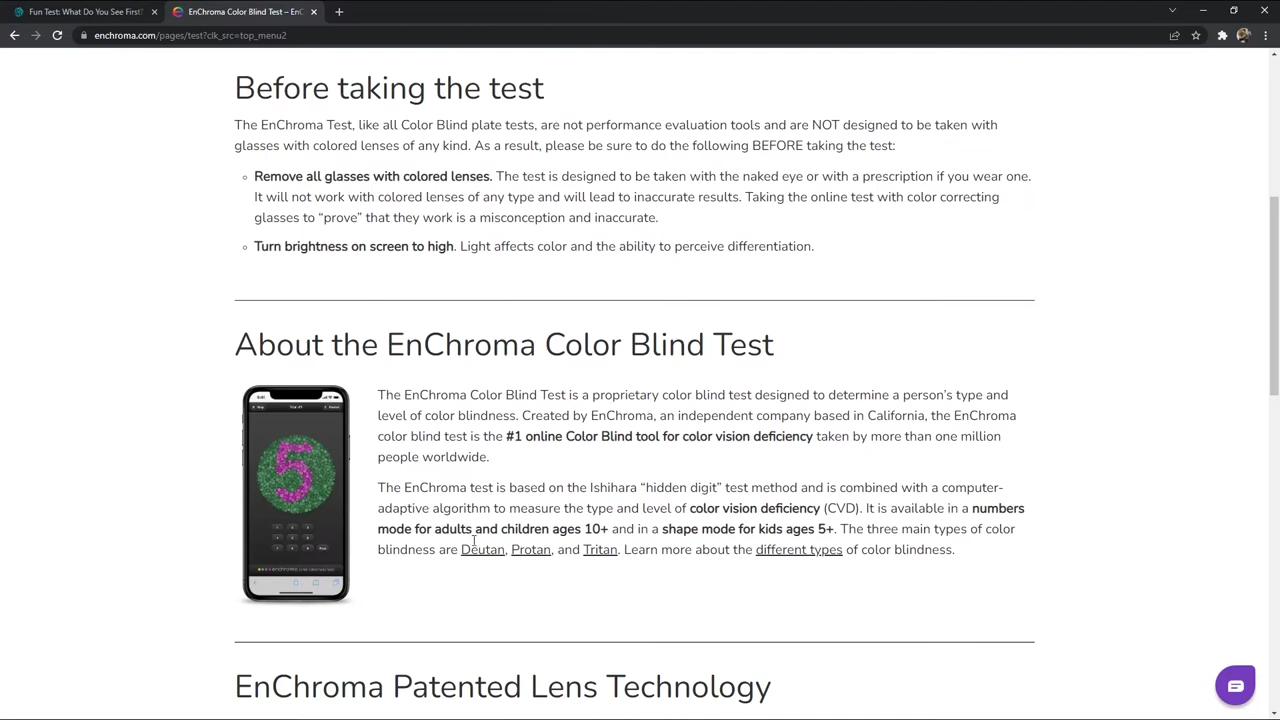 Fun Test: What Do You See First?
EnChroma Color Blind Test – EnC
enchroma.com/pages/test?clk_src=top_menu2
Before taking the test
The EnChroma Test, like all Color Blind plate tests, are not performance evaluation tools and are NOT designed to be taken with
glasses with colored lenses of any kind. As a result, please be sure to do the following BEFORE taking the test:
Remove all glasses with colored lenses. The test is designed to be taken with the naked eye or with a prescription if you wear one.
It will not work with colored lenses of any type and will lead to inaccurate results. Taking the online test with color correcting
glasses to “prove” that they work is a misconception and inaccurate.
Turn brightness on screen to high. Light affects color and the ability to perceive differentiation.
About the EnChroma Color Blind Test
5
The EnChroma Color Blind Test is a proprietary color blind test designed to determine a person’s type and
level of color blindness. Created by EnChroma, an independent company based in California, the EnChroma
color blind test is the #1 online Color Blind tool for color vision deficiency taken by more than one million
people worldwide.
The EnChroma test is based on the Ishihara “hidden digit” test method and is combined with a computer-
adaptive algorithm to measure the type and level of color vision deficiency (CVD). It is available in a numbers
mode for adults and children ages 10+ and in a shape mode for kids ages 5+. The three main types of color
blindness are Deutan, Protan, and Tritan. Learn more about the different types of color blindness.
EnChroma Patented Lens Technology